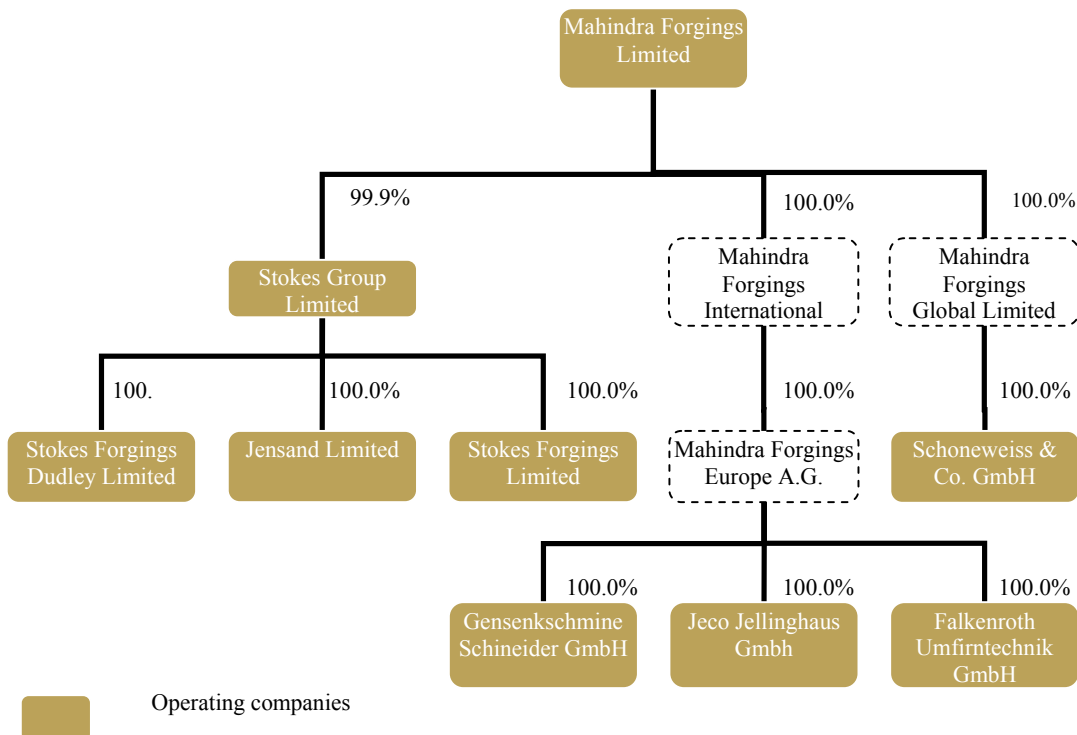 Mahindra Forgings
Limited
99.9%
100.0%
100.0%
Stokes Group
Limited
Mahindra
Forgings
International
Mahindra
Forgings
Global Limited
100.
100.0%
100.0%
100.0%
100.0%
Stokes Forgings
Dudley Limited
Jensand Limited
Stokes Forgings
Limited
Mahindra Forgings
Europe A.G.
Schoneweiss &
Co. GmbH
100.0%
100.0%
100.0%
Gensenkschmine
Schineider GmbH
Jeco Jellinghaus
Gmbh
Falkenroth
Umfirntechnik
GmbH
Operating companies